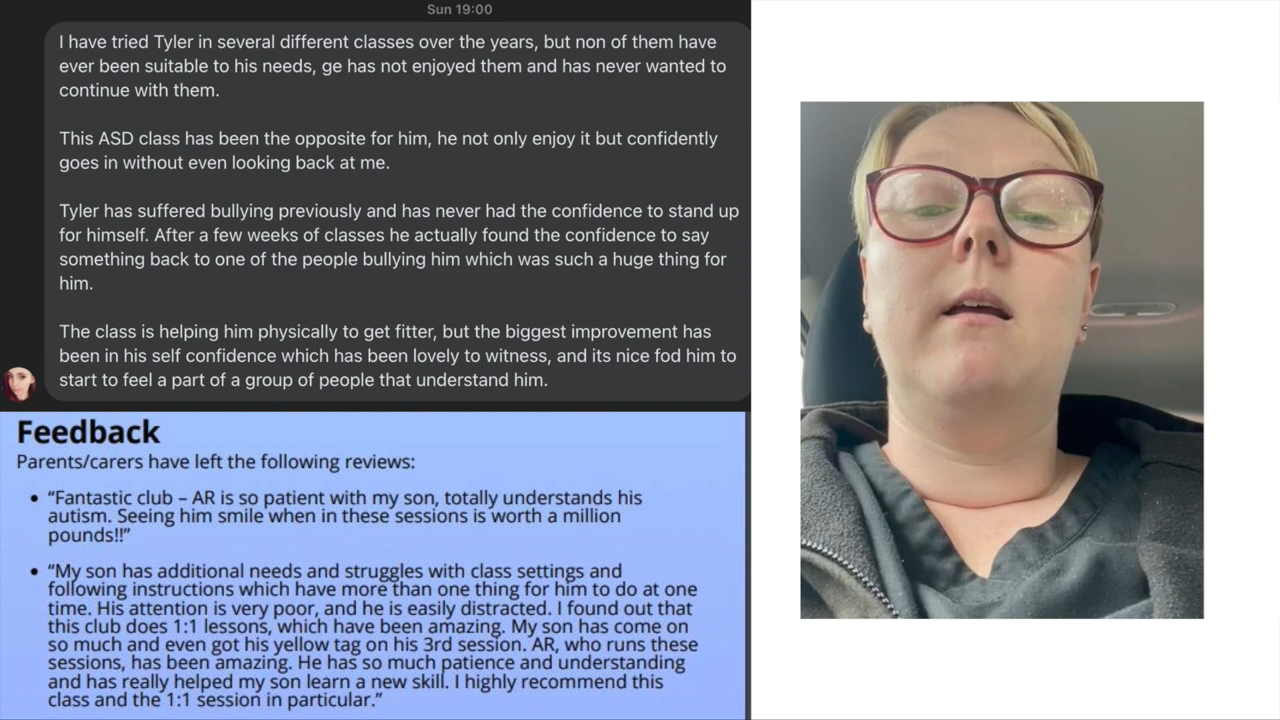 Sun 19:00
I have tried Tyler in several different classes over the years, but non of them have
ever been suitable to his needs, ge has not enjoyed them and has never wanted to
continue with them.
This ASD class has been the opposite for him, he not only enjoy it but confidently
goes in without even looking back at me.
Tyler has suffered bullying previously and has never had the confidence to stand up
for himself. After a few weeks of classes he actually found the confidence to say
something back to one of the people bullying him which was such a huge thing for
him.
The class is helping him physically to get fitter, but the biggest improvement has
been in his self confidence which has been lovely to witness, and its nice fod him to
start to feel a part of a group of people that understand him.
Feedback
Parents/carers have left the following reviews:
• “Fantastic club – AR is so patient with my son, totally understands his
autism. Seeing him smile when in these sessions is worth a million
pounds!!”
• “My son has additional needs and struggles with class settings and
following instructions which have more than one thing for him to do at one
time. His attention is very poor, and he is easily distracted. I found out that
this club does 1:1 lessons, which have been amazing. My son has come on
so much and even got his yellow tag on his 3rd session. AR, who runs these
sessions, has been amazing. He has so much patience and understanding
and has really helped my son learn a new skill. I highly recommend this
class and the 1:1 session in particular.”